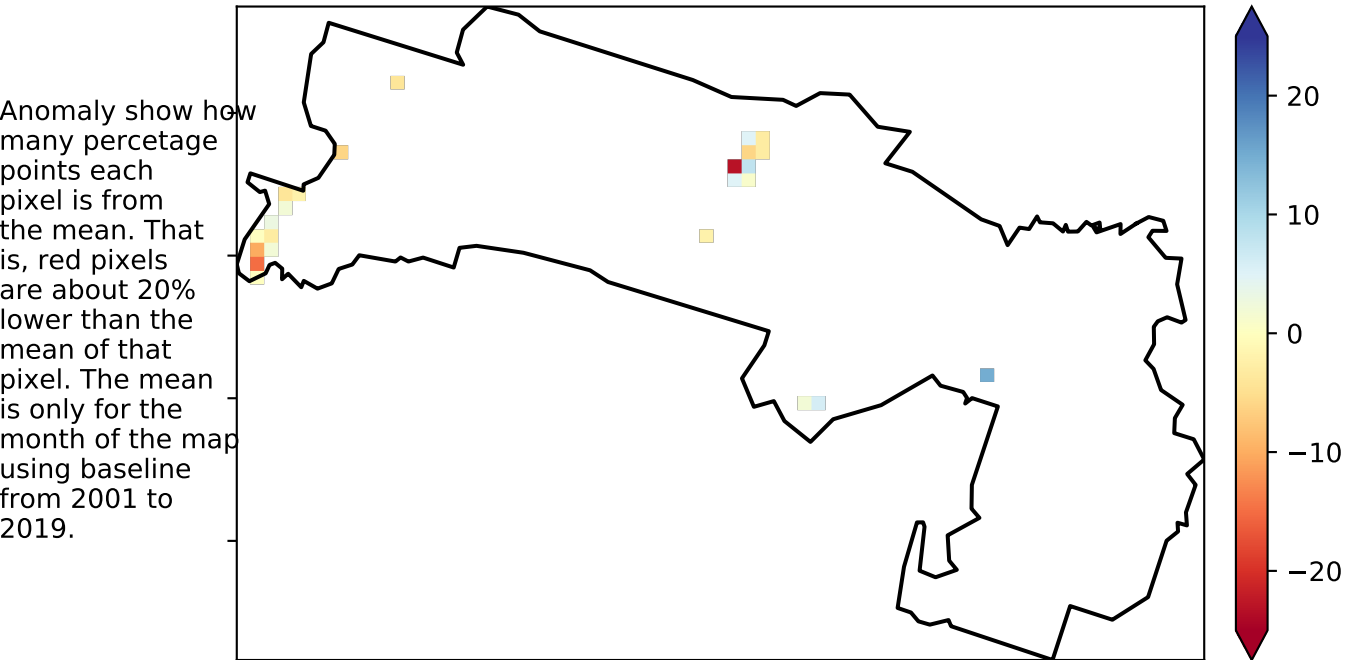 Anomaly show how
many percetage
points each
pixel is from
the mean. That
is, red pixels
are about 20%
lower than the
mean of that
pixel. The mean
is only for the
month of the map
using baseline
from 2001 to
2019.
20
10
0
−10
−20